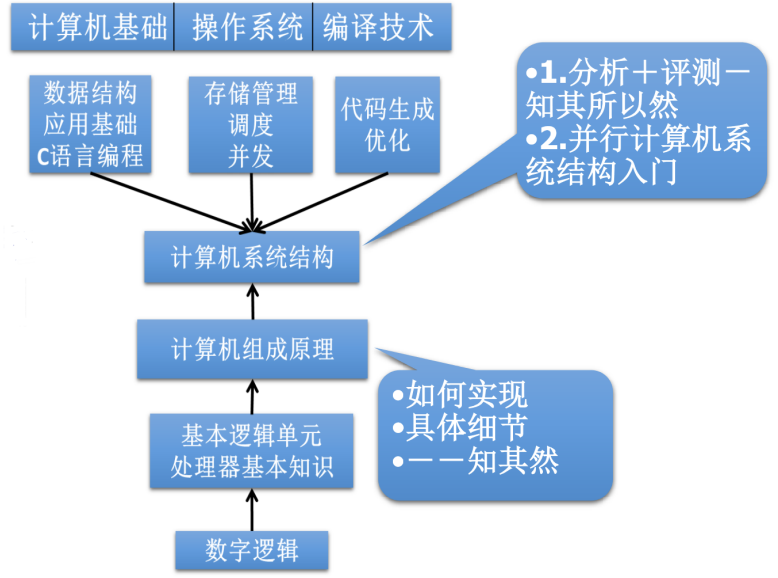 计算机基础 操作系统 编译技术
数据结构
应用基础
C语言编程
存储管理
调度
并发
代码生成
优化
•1.分析＋评测－
知其所以然
•2.并行计算机系
统结构入门
计算机系统结构
计算机组成原理
•如何实现
•具体细节
•－－知其然
基本逻辑单元
处理器基本知识
数字逻辑